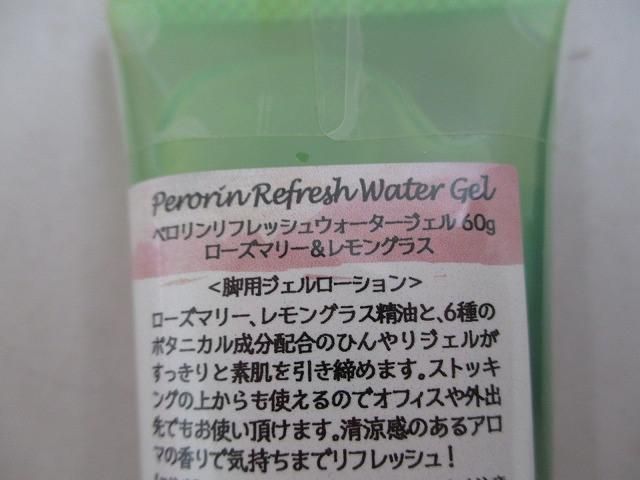 Perorin Refresh Water Gel
ペロリンリフレッシュウォータージェル 60g
ローズマリー＆レモングラス
<脚用ジェルローション>
ローズマリー、レモングラス精油と、6種の
ボタニカル成分配合のひんやりジェルが
すっきりと素肌を引き締めます。ストッキ
ングの上からも使えるのでオフィスや外出
先でもお使い頂けます。清涼感のあるアロ
マの香りで気持ちまでリフレッシュ!